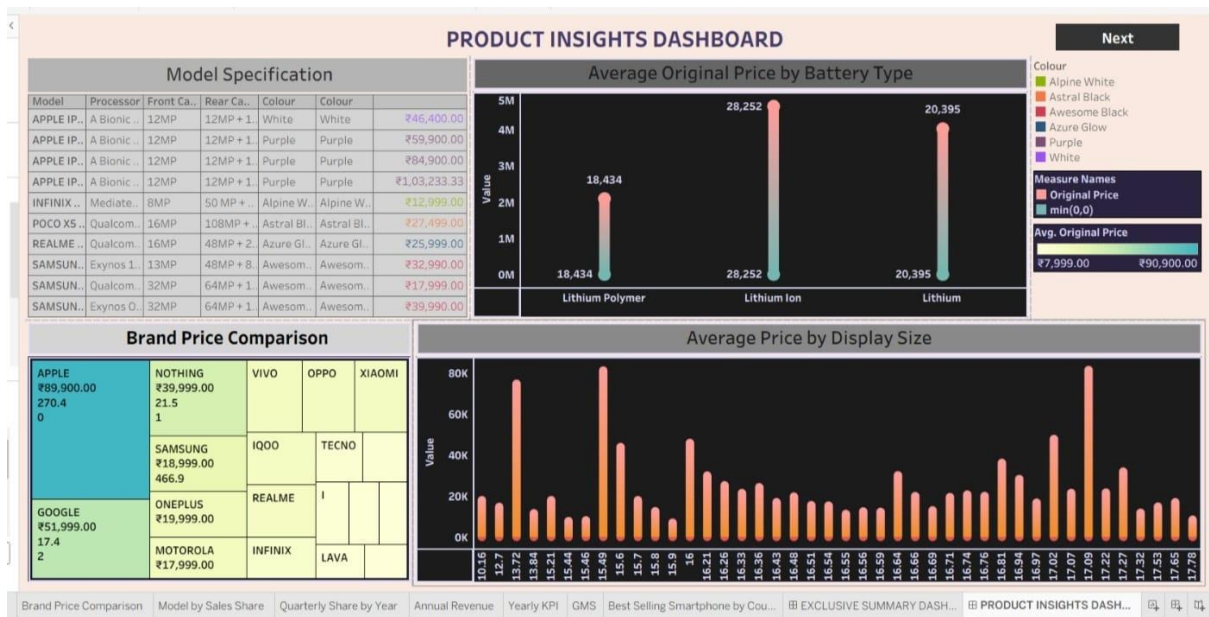 PRODUCT INSIGHTS DASHBOARD
Next
Model Specification
Model Processor Front Ca.. Rear Ca.. Colour Colour
APPLE IP.. A Bionic .. 12MP 12MP + 1.. White White ₹46,400.00
APPLE IP.. A Bionic .. 12MP 12MP + 1.. Purple Purple ₹59,900.00
APPLE IP.. A Bionic .. 12MP 12MP + 1.. Purple Purple ₹84,900.00
APPLE IP.. A Bionic .. 12MP 12MP + 1.. Purple Purple ₹1,03,233.33
INFINIX .. Mediate.. 8MP 50 MP + .. Alpine W.. Alpine W.. ₹12,999.00
POCO X5 .. Qualcom.. 16MP 108MP + .. Astral Bl.. Astral Bl.. ₹27,499.00
REALME .. Qualcom.. 16MP 48MP + 2.. Azure Gl.. Azure Gl.. ₹25,999.00
SAMSUN.. Exynos 1.. 13MP 48MP + 8.. Awesom.. Awesom.. ₹32,990.00
SAMSUN.. Qualcom.. 32MP 64MP + 1.. Awesom.. Awesom.. ₹17,999.00
SAMSUN.. Exynos O.. 32MP 64MP + 1.. Awesom.. Awesom.. ₹39,990.00
Average Original Price by Battery Type
Value
5M
4M
3M
2M
1M
0M
18,434
28,252
20,395
18,434
28,252
20,395
Lithium Polymer
Lithium Ion
Lithium
Colour
Alpine White
Astral Black
Awesome Black
Azure Glow
Purple
White
Measure Names
Original Price
min(0,0)
Avg. Original Price
₹7,999.00 ₹90,900.00
Brand Price Comparison
APPLE
₹89,900.00
270.4
0
GOOGLE
₹51,999.00
17.4
2
NOTHING
₹39,999.00
21.5
1
SAMSUNG
₹18,999.00
466.9
ONEPLUS
₹19,999.00
MOTOROLA
₹17,999.00
VIVO
OPPO
XIAOMI
IQOO
TECNO
REALME
I
INFINIX
LAVA
Average Price by Display Size
Value
80K
60K
40K
20K
0K
10.16
12.7
13.72
13.84
15.21
15.44
15.46
15.49
15.6
15.7
15.8
15.9
16
16.21
16.26
16.33
16.36
16.43
16.48
16.51
16.54
16.55
16.56
16.59
16.64
16.66
16.69
16.71
16.74
16.76
16.81
16.94
16.97
17.02
17.07
17.09
17.22
17.27
17.32
17.53
17.65
17.78
Brand Price Comparison
Model by Sales Share
Quarterly Share by Year
Annual Revenue
Yearly KPI
GMS
Best Selling Smartphone by Cou...
EXCLUSIVE SUMMARY DASH...
PRODUCT INSIGHTS DASH...